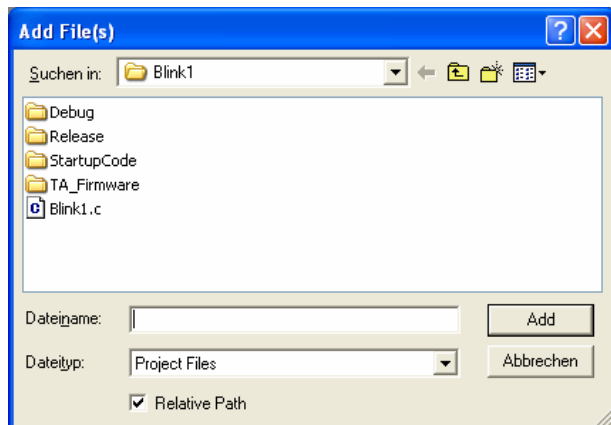 Add File(s)
Suchen in: Blink1
Debug
Release
StartupCode
TA_Firmware
Blink1.c
Dateiname: Add
Dateityp: Project Files Abbrechen
Relative Path